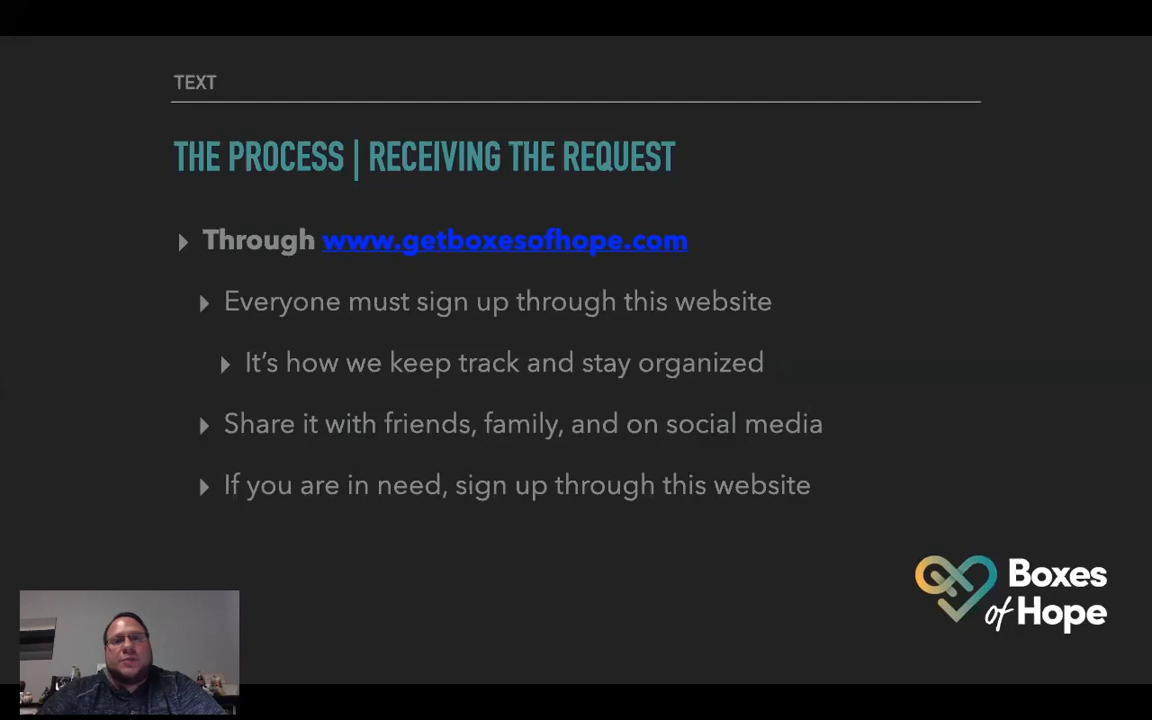 TEXT
THE PROCESS | RECEIVING THE REQUEST
Through www.getboxesofhope.com
Everyone must sign up through this website
It’s how we keep track and stay organized
Share it with friends, family, and on social media
If you are in need, sign up through this website
Boxes
of Hope